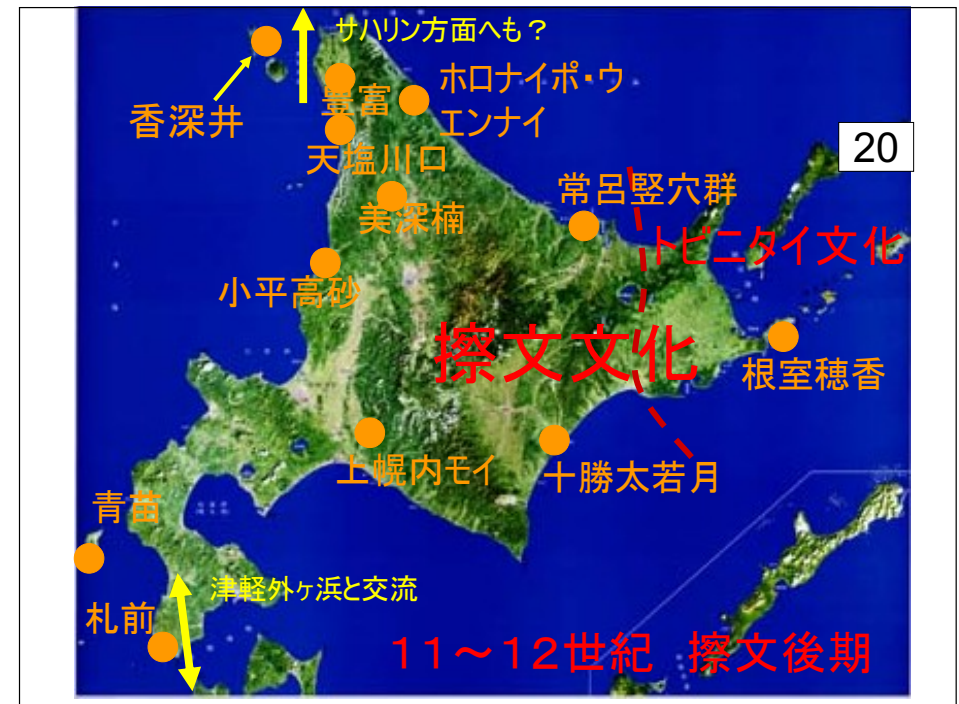 サハリン方面へも？
ホロナイポ・ウ
エンナイ
豊富
香深井
20
天塩川口
常呂竪穴群
美深楠
トビニタイ文化
小平高砂
擦文文化
根室穂香
上幌内モイ
十勝太若月
青苗
津軽外ヶ浜と交流
札前
１１～１２世紀　擦文後期